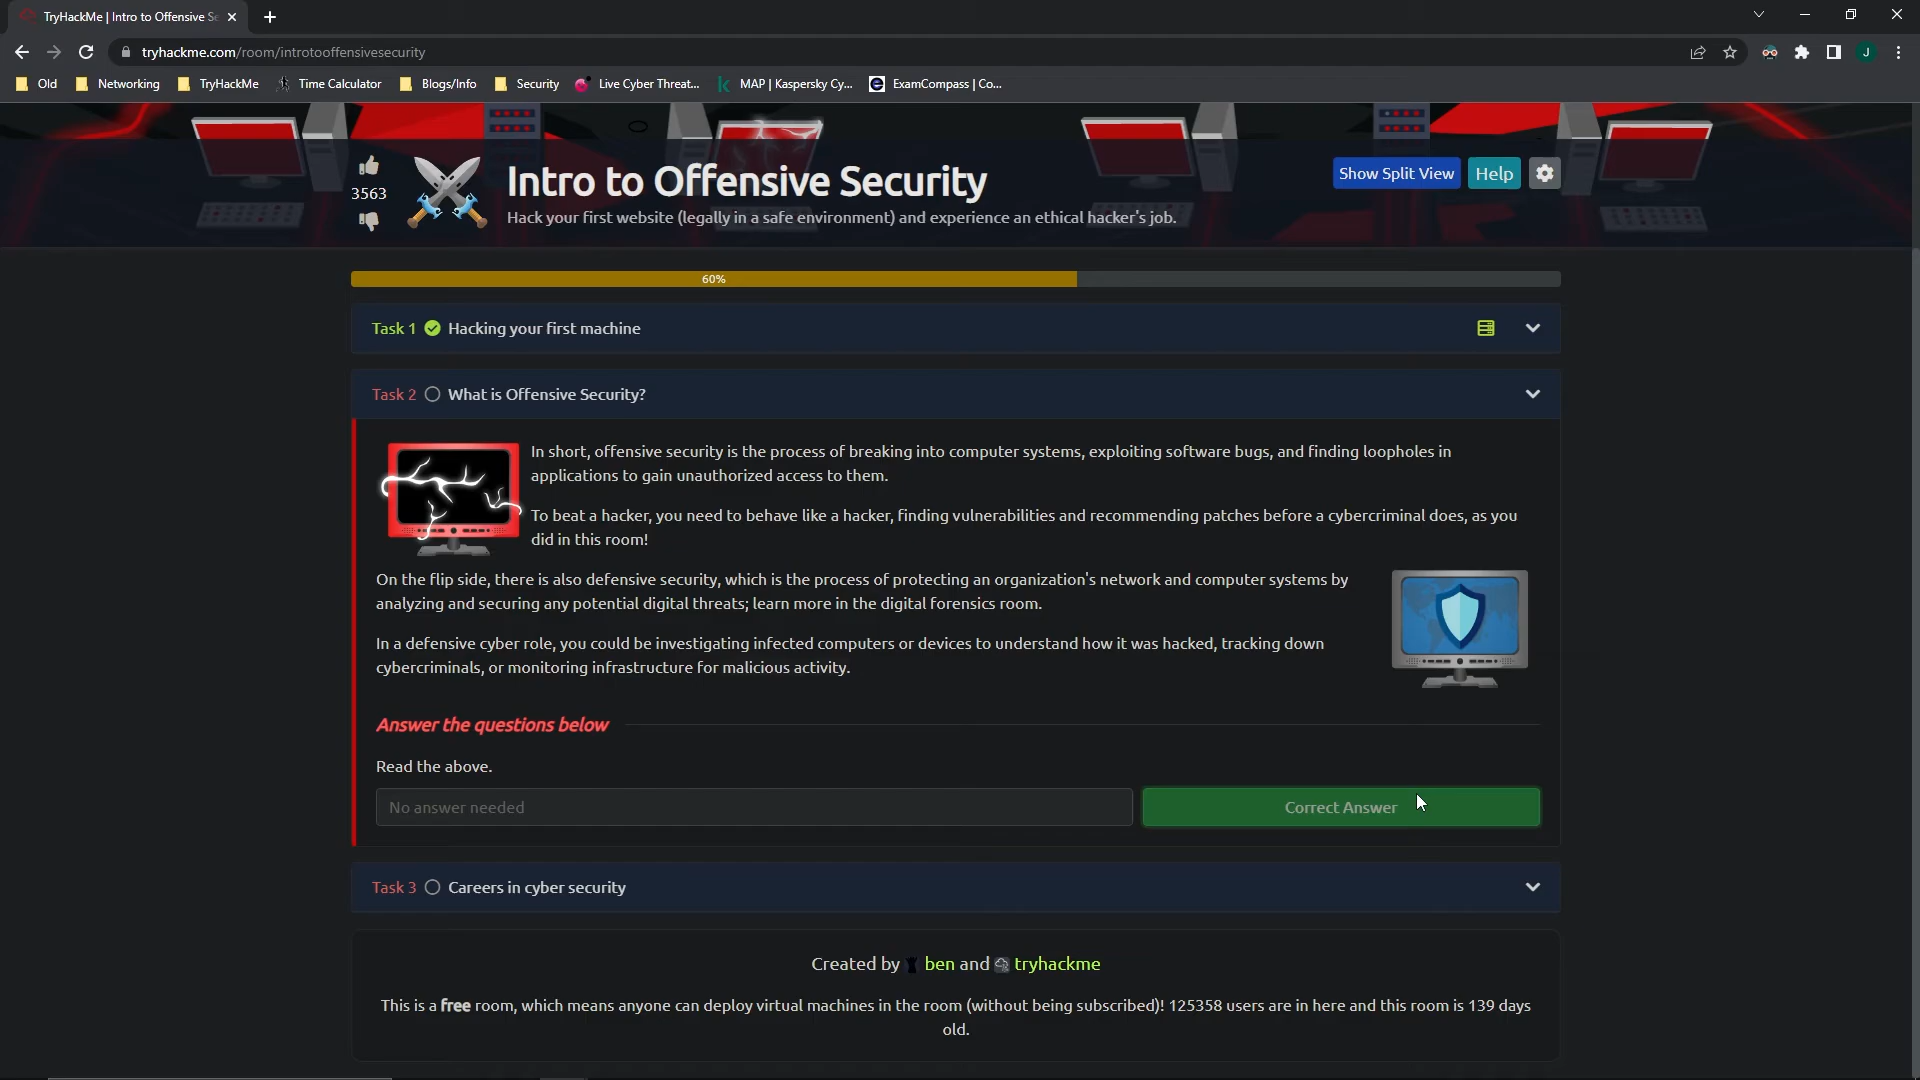 TryHackMe | Intro to Offensive Se
tryhackme.com/room/introtooffensivesecurity
J
Old
Networking
TryHackMe
Time Calculator
Blogs/Info
Security
Live Cyber Threat...
MAP | Kaspersky Cy...
ExamCompass | Co...
3563
Intro to Offensive Security
Hack your first website (legally in a safe environment) and experience an ethical hacker's job.
Show Split View
Help
60%
Task 1 Hacking your first machine
Task 2 What is Offensive Security?
In short, offensive security is the process of breaking into computer systems, exploiting software bugs, and finding loopholes in
applications to gain unauthorized access to them.
To beat a hacker, you need to behave like a hacker, finding vulnerabilities and recommending patches before a cybercriminal does, as you
did in this room!
On the flip side, there is also defensive security, which is the process of protecting an organization's network and computer systems by
analyzing and securing any potential digital threats; learn more in the digital forensics room.
In a defensive cyber role, you could be investigating infected computers or devices to understand how it was hacked, tracking down
cybercriminals, or monitoring infrastructure for malicious activity.
Answer the questions below
Read the above.
No answer needed
Correct Answer
Task 3 Careers in cyber security
Created by ben and tryhackme
This is a free room, which means anyone can deploy virtual machines in the room (without being subscribed)! 125358 users are in here and this room is 139 days
old.